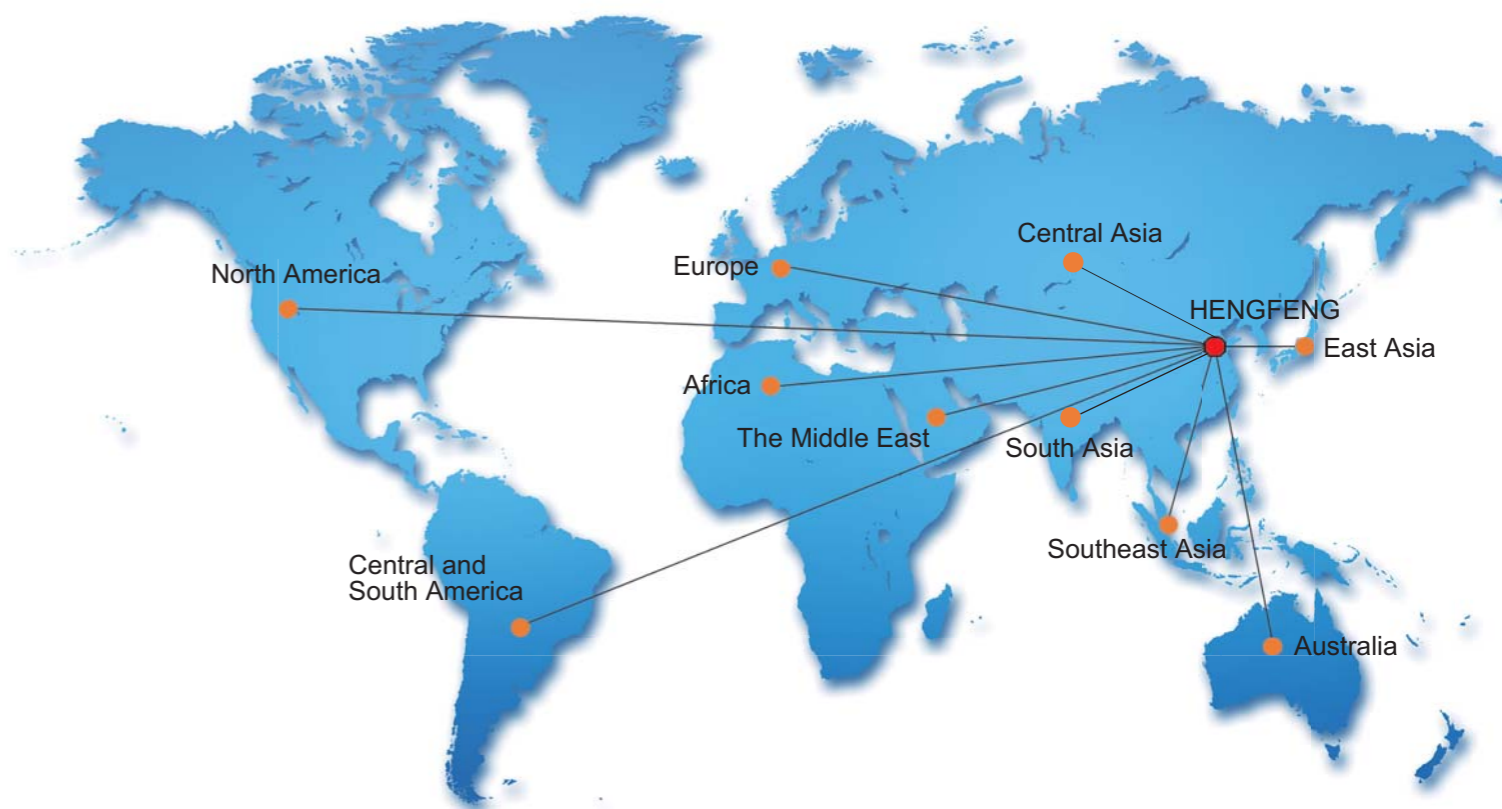 Central Asia
Europe
North America
HENGFENG
East Asia
Africa
The Middle East
South Asia
Southeast Asia
Central and
South America
Australia